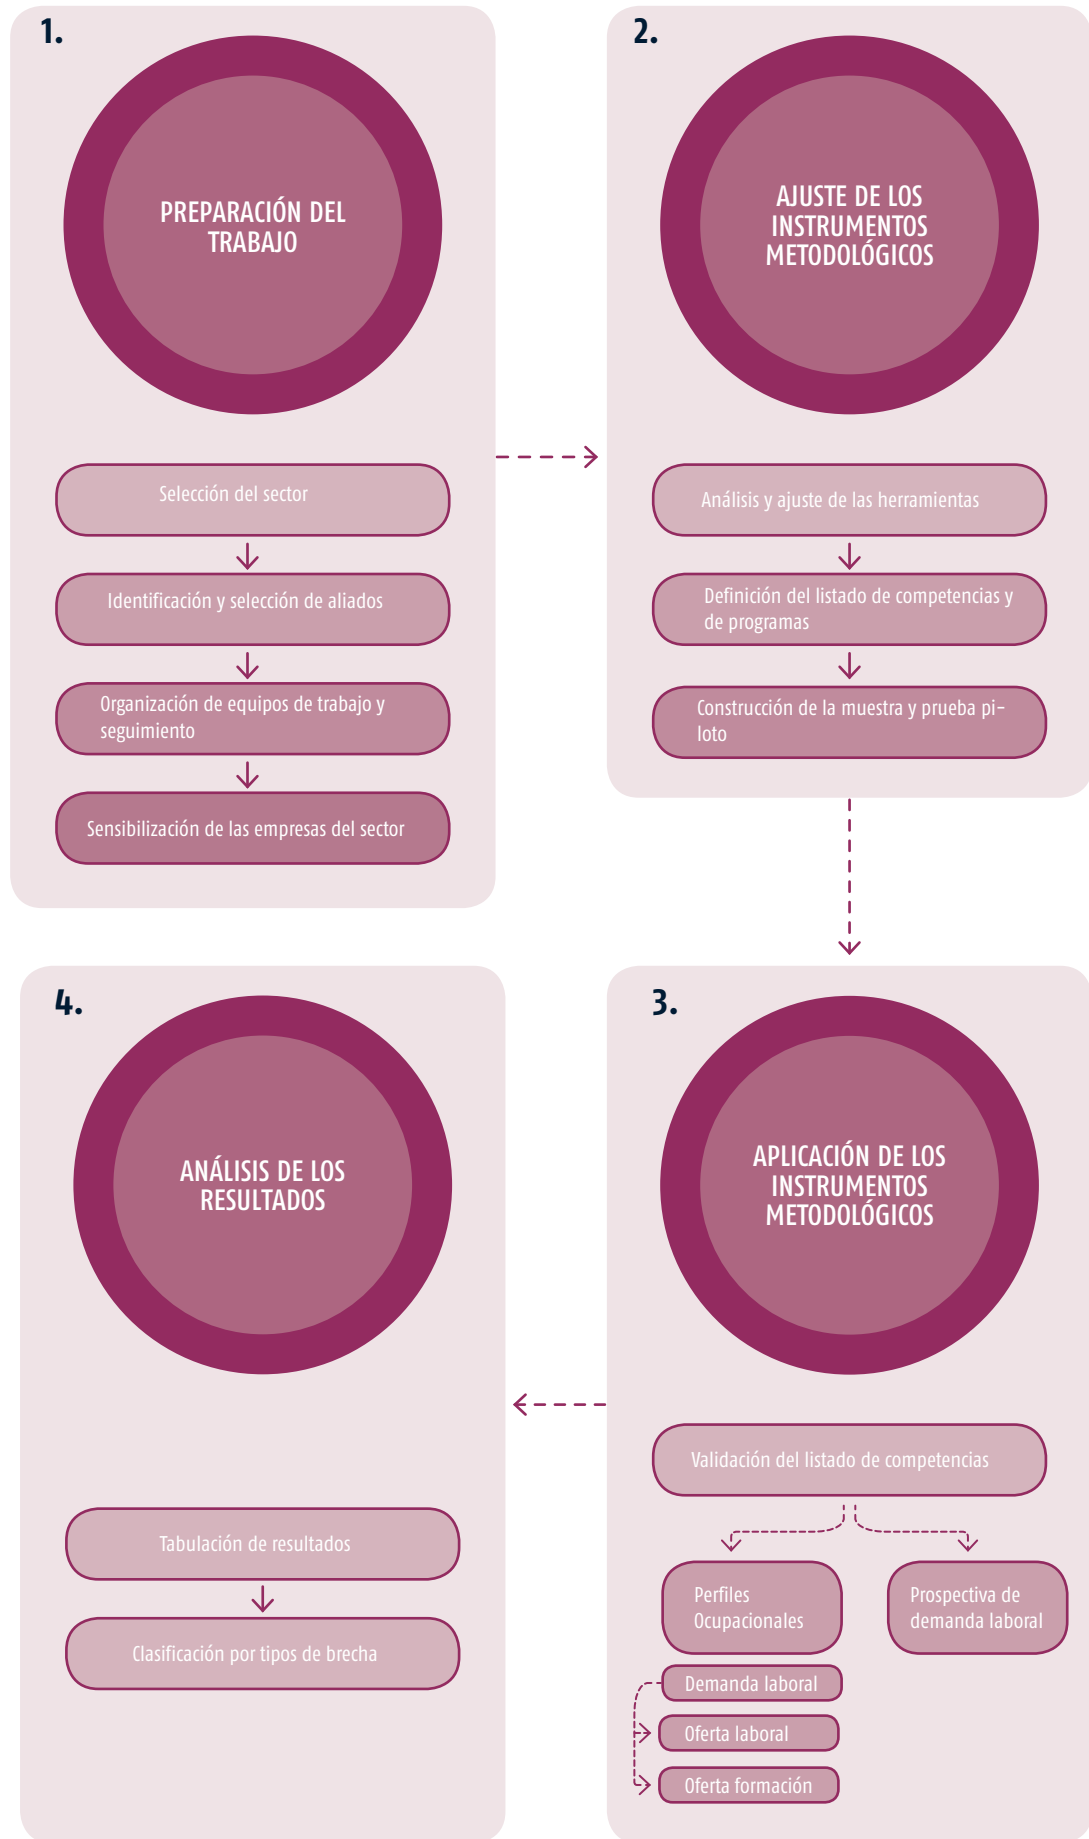 1.
PREPARACIÓN DEL
TRABAJO
Selección del sector
Identificación y selección de aliados
Organización de equipos de trabajo y
seguimiento
Sensibilización de las empresas del sector
2.
AJUSTE DE LOS
INSTRUMENTOS
METODOLÓGICOS
Análisis y ajuste de las herramientas
Definición del listado de competencias y
de programas
Construcción de la muestra y prueba pi-
loto
3.
APLICACIÓN DE LOS
INSTRUMENTOS
METODOLÓGICOS
Validación del listado de competencias
Perfiles
Ocupacionales
Prospectiva de
demanda laboral
Demanda laboral
Oferta laboral
Oferta formación
4.
ANÁLISIS DE LOS
RESULTADOS
Tabulación de resultados
Clasificación por tipos de brecha